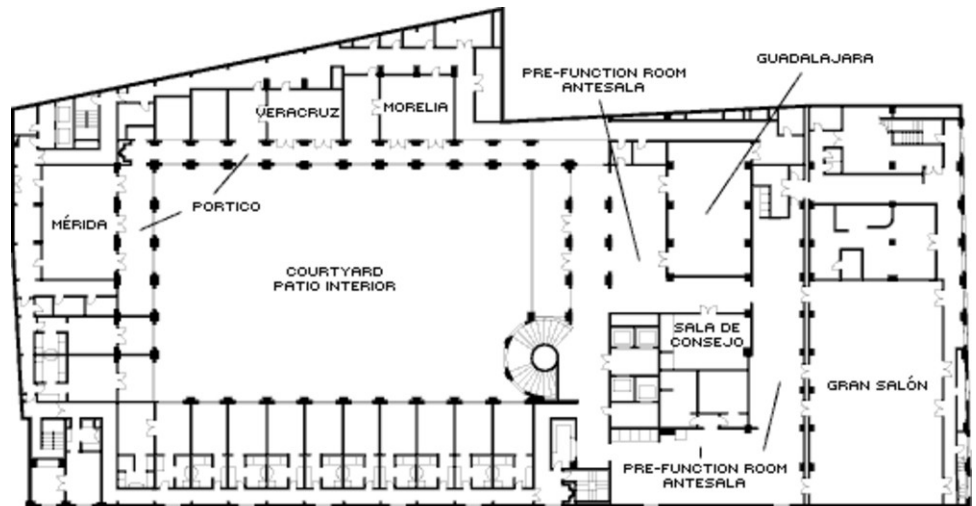 GUADALAJARA
PRE-FUNCTION ROOM
ANTESALA
VERACRUZ
MORELIA
PORTICO
MÉRIDA
COURTYARD
PATIO INTERIOR
SALA DE
CONSEJO
GRAN SALÓN
PRE-FUNCTION ROOM
ANTESALA